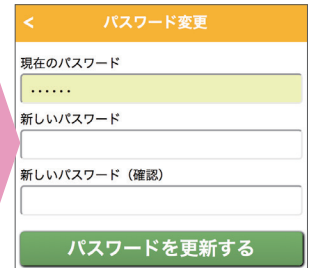 < パスワード変更
現在のパスワード
••••••
新しいパスワード
新しいパスワード（確認）
パスワードを更新する